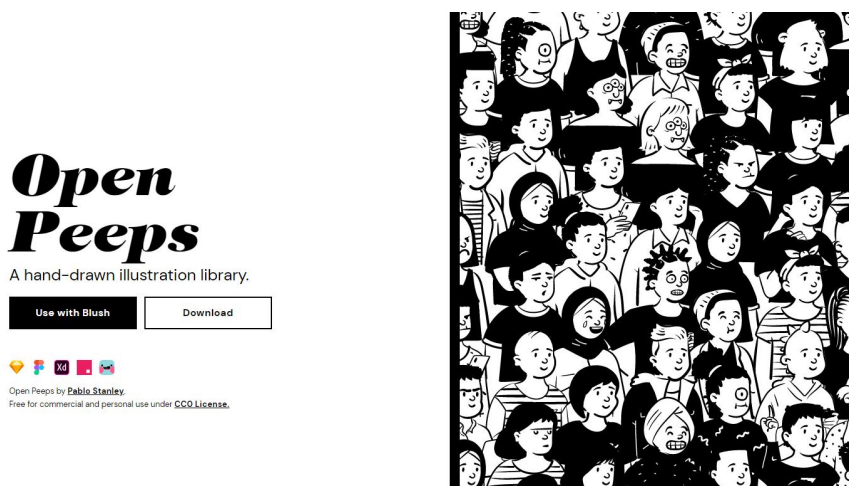 Open
Peeps
A hand-drawn illustration library.
Use with Blush
Download
Xd
Open Peeps by Pablo Stanley.
Free for commercial and personal use under CC0 License.